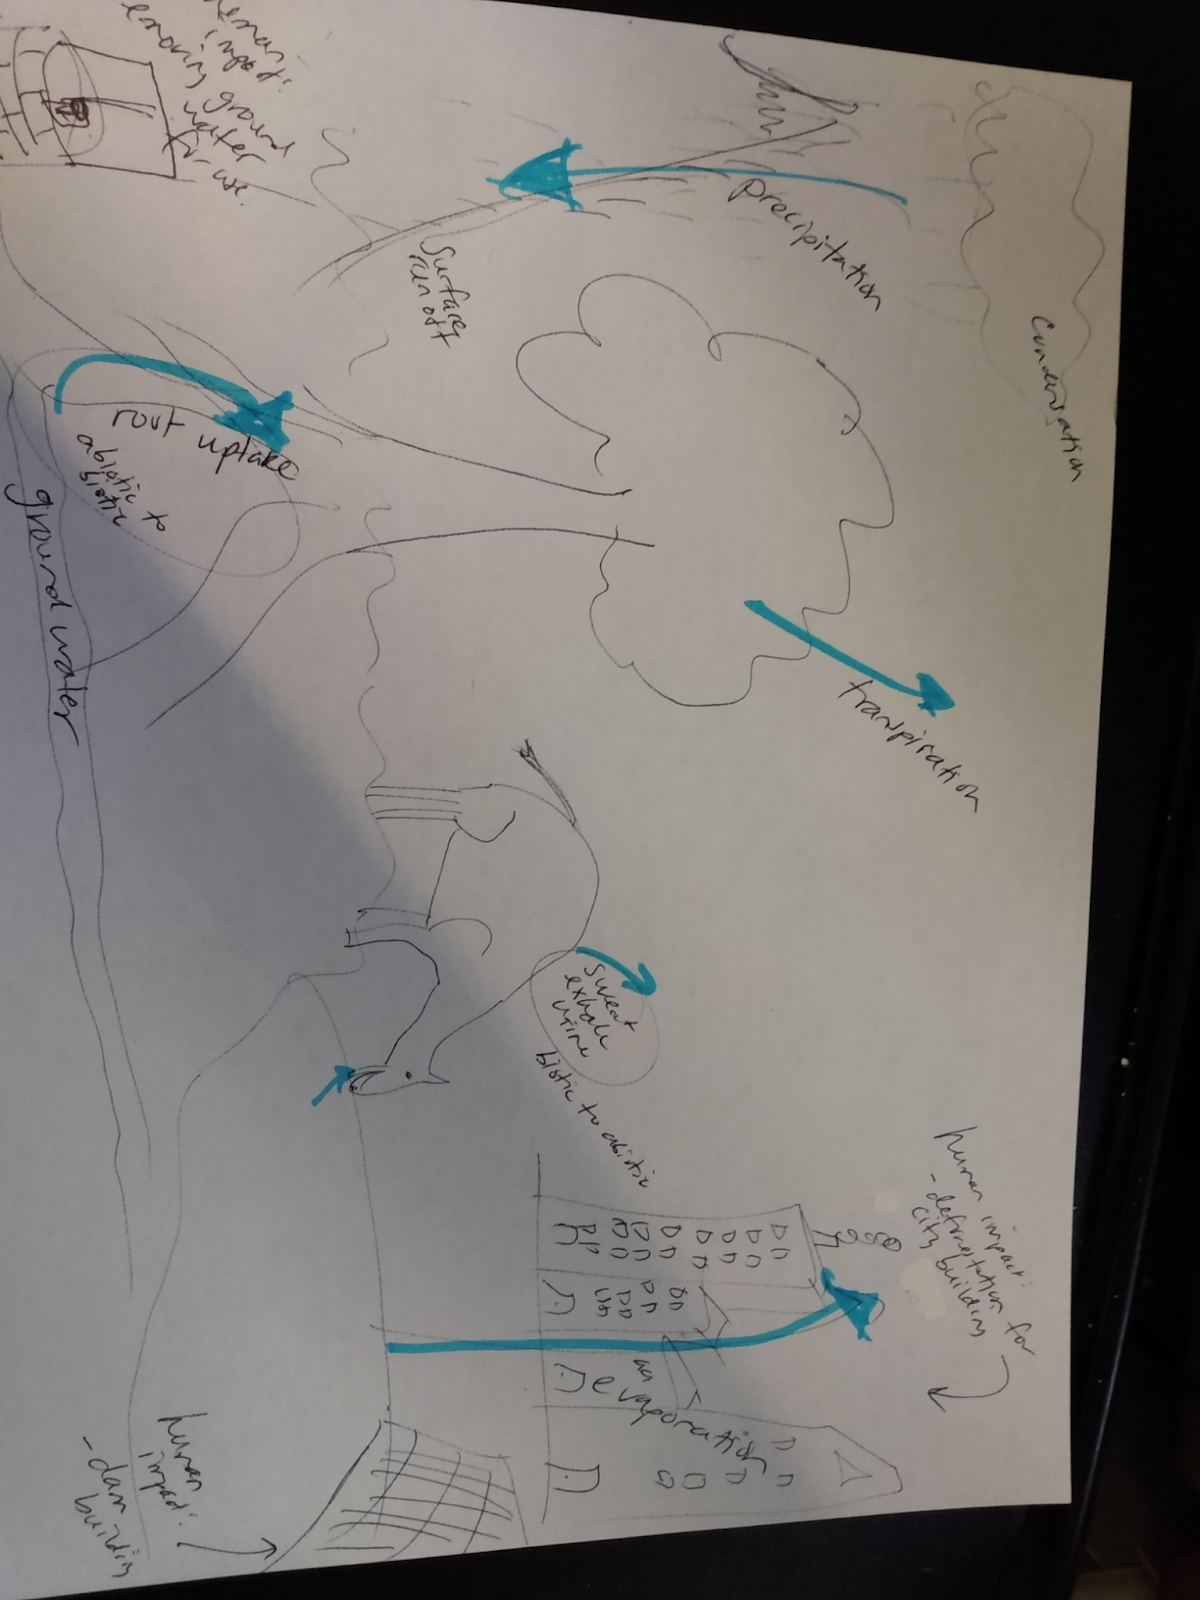 human
impact:
removing ground
water
for use.
precipitation
Condensation
Surface
run off
root uptake
abiotic to
biotic
ground water
transpiration
Sweat
exhale
urine
biotic to abiotic
human impact:
- deforestation for
city building
evaporation
human
impact:
- dam
building